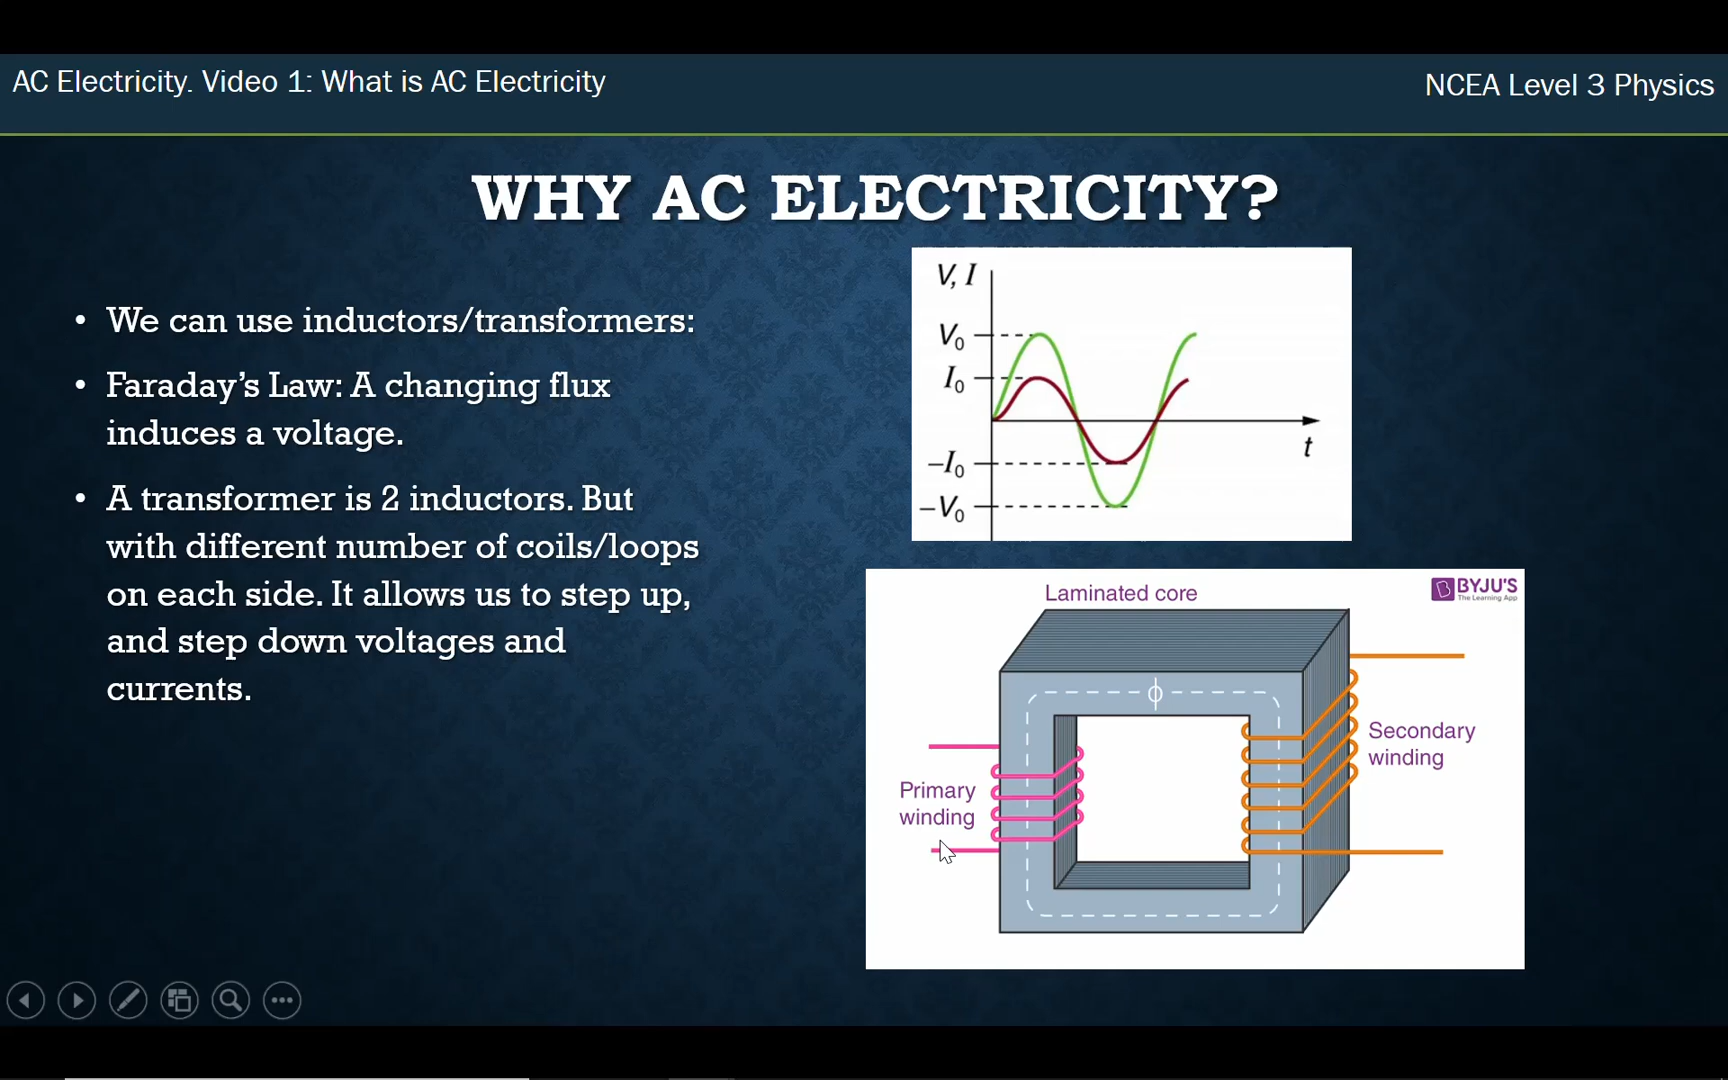 AC Electricity. Video 1: What is AC Electricity
NCEA Level 3 Physics
WHY AC ELECTRICITY?
• We can use inductors/transformers:
• Faraday’s Law: A changing flux
induces a voltage.
• A transformer is 2 inductors. But
with different number of coils/loops
on each side. It allows us to step up,
and step down voltages and
currents.
V, I
V₀
I₀
–I₀
–V₀
t
Laminated core
BYJU'S
The Learning App
ϕ
Primary
winding
Secondary
winding